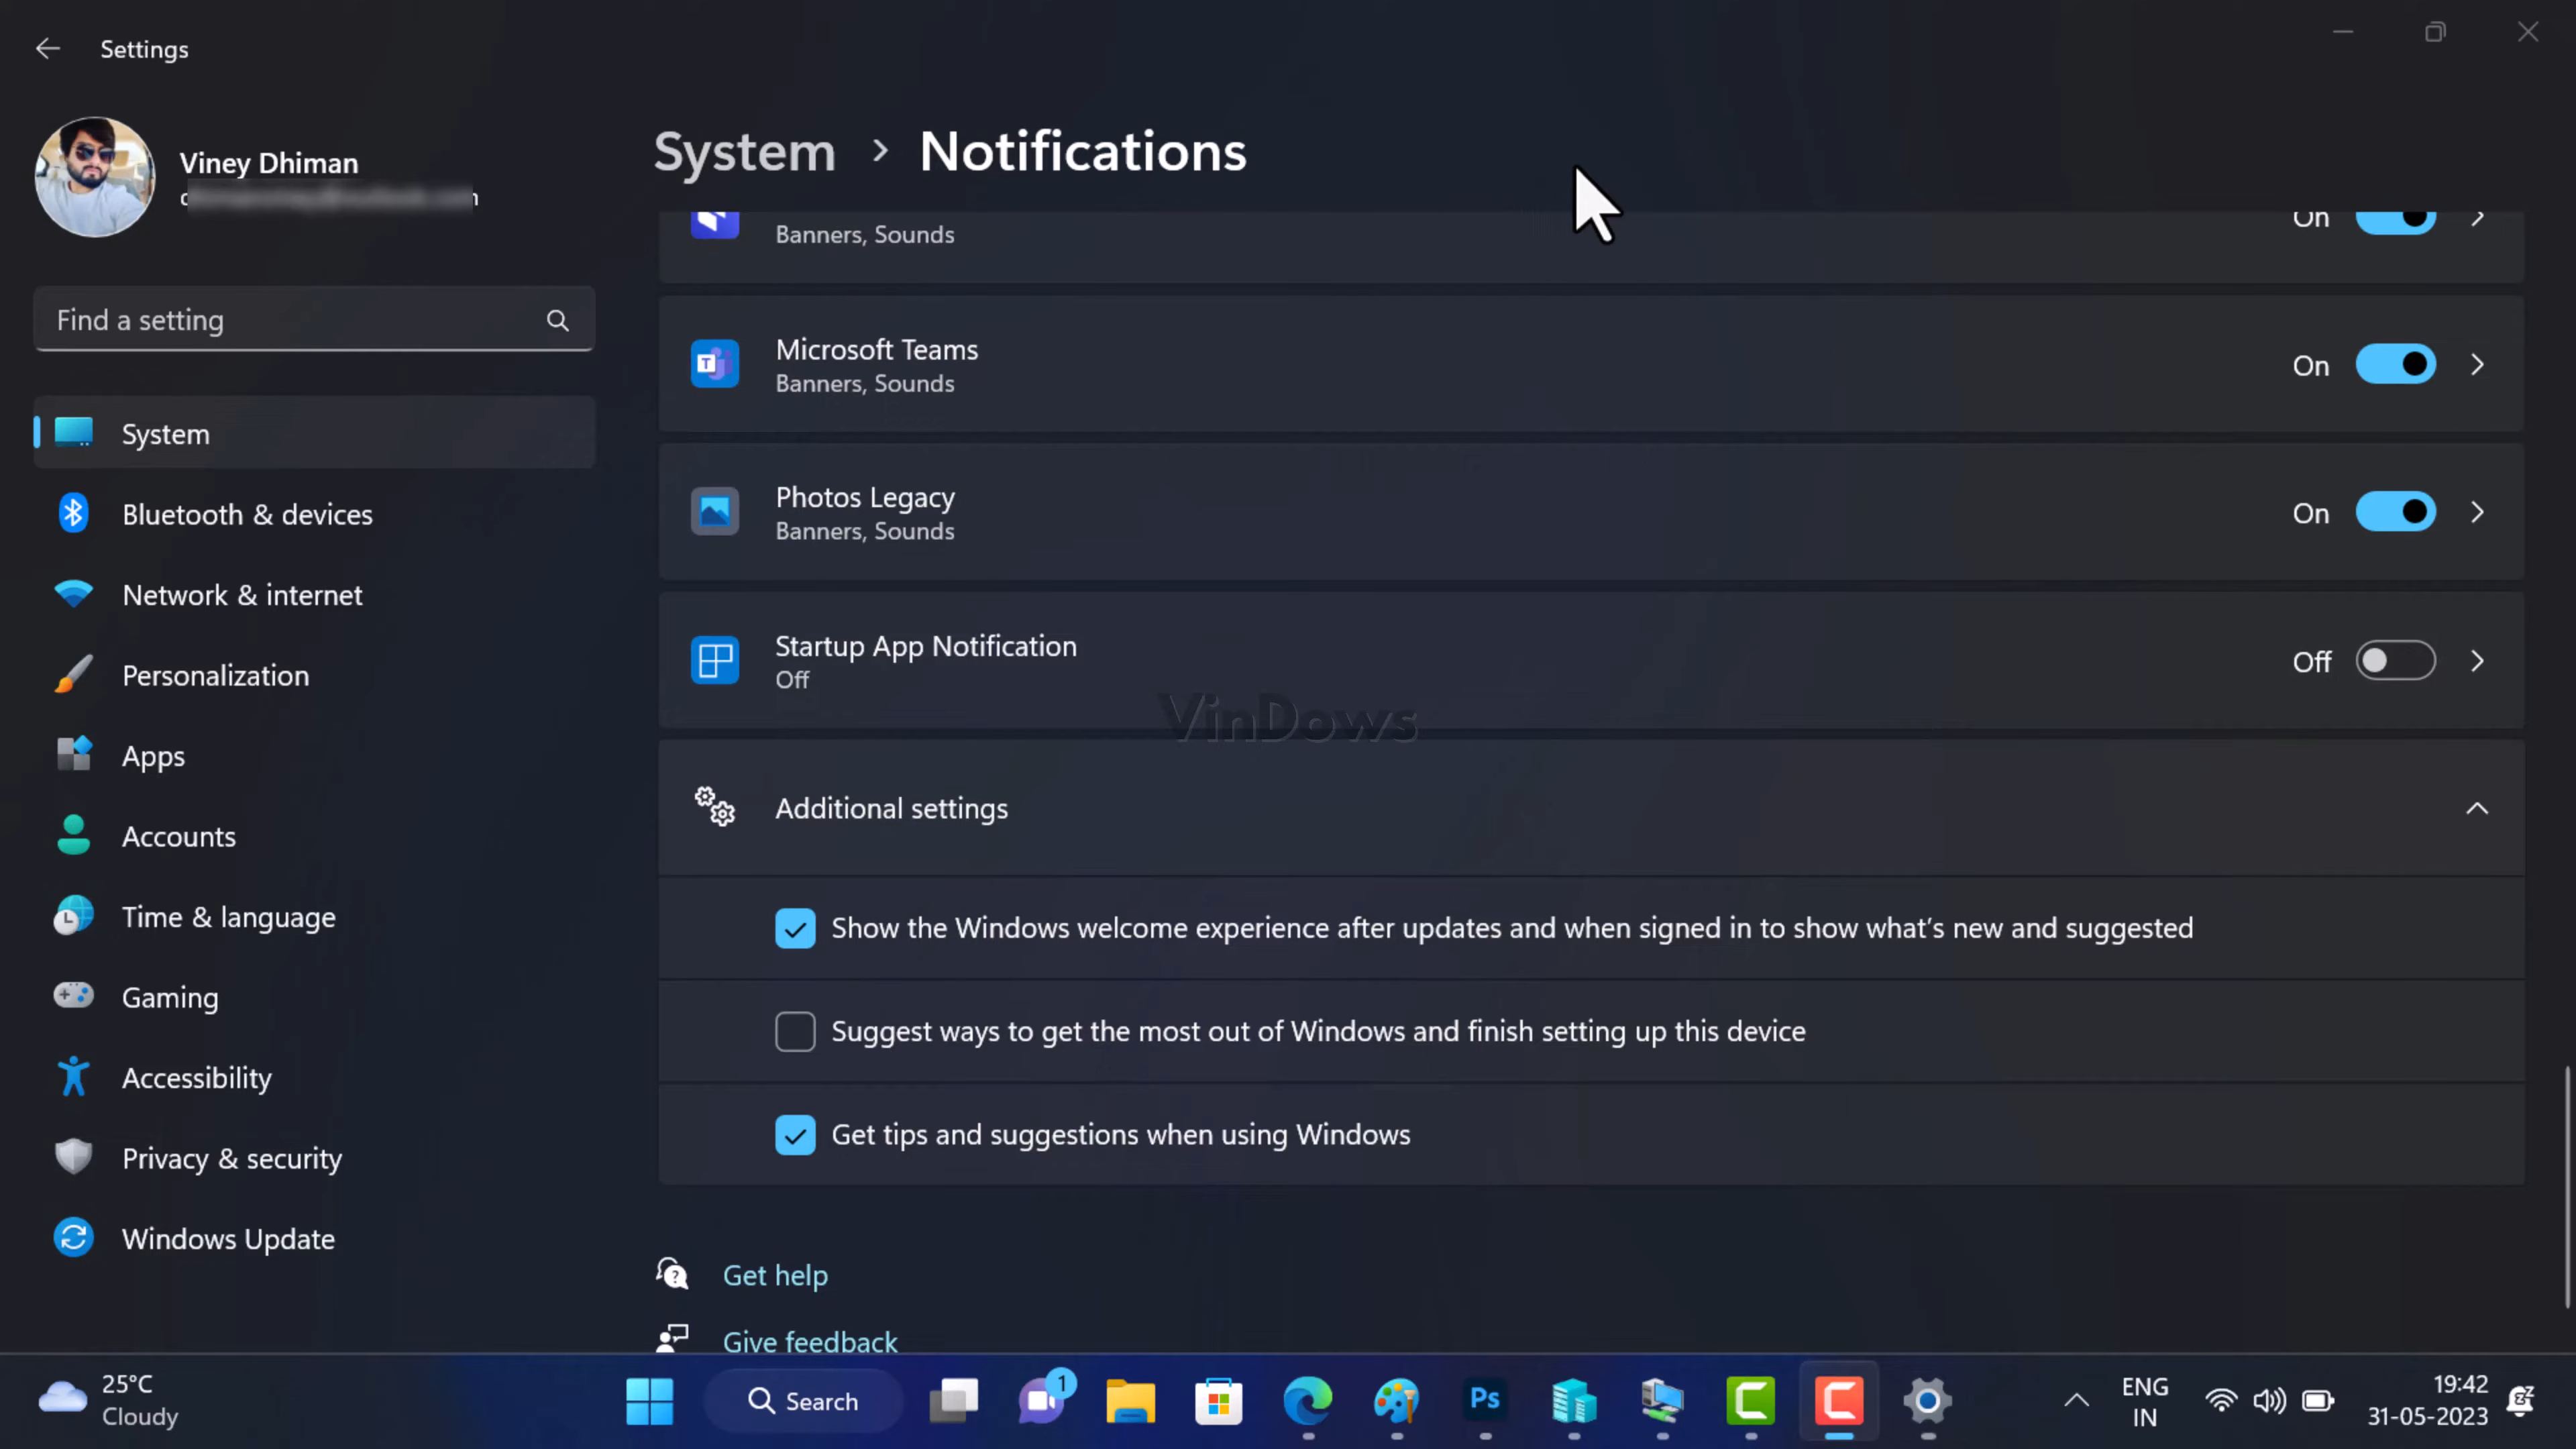 Settings
Viney Dhiman
Find a setting
System
Bluetooth & devices
Network & internet
Personalization
Apps
Accounts
Time & language
Gaming
Accessibility
Privacy & security
Windows Update
System > Notifications
Banners, Sounds
On
Microsoft Teams
Banners, Sounds
On
Photos Legacy
Banners, Sounds
On
Startup App Notification
Off
Off
VinDows
Additional settings
Show the Windows welcome experience after updates and when signed in to show what's new and suggested
Suggest ways to get the most out of Windows and finish setting up this device
Get tips and suggestions when using Windows
Get help
Give feedback
25°C
Cloudy
Search
1
Ps
ENG
IN
19:42
31-05-2023